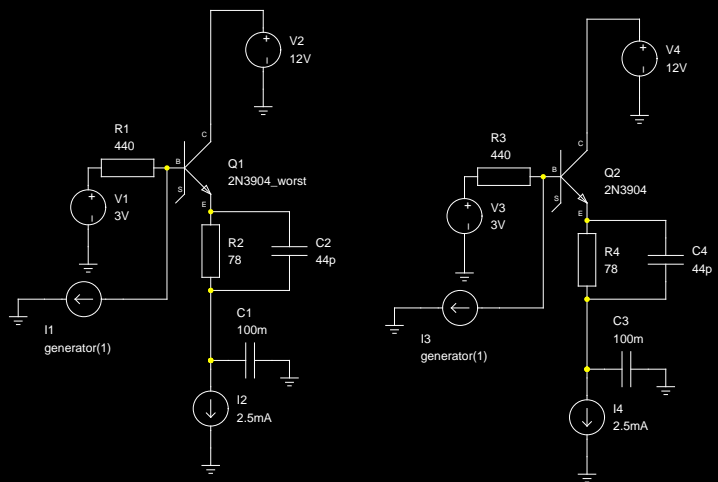 V2
12V
V4
12V
R1
440
C
B
Q1
2N3904_worst
S
E
V1
3V
R2
78
C2
44p
I1
generator(1)
C1
100m
I2
2.5mA
R3
440
C
B
Q2
2N3904
S
E
V3
3V
R4
78
C4
44p
I3
generator(1)
C3
100m
I4
2.5mA